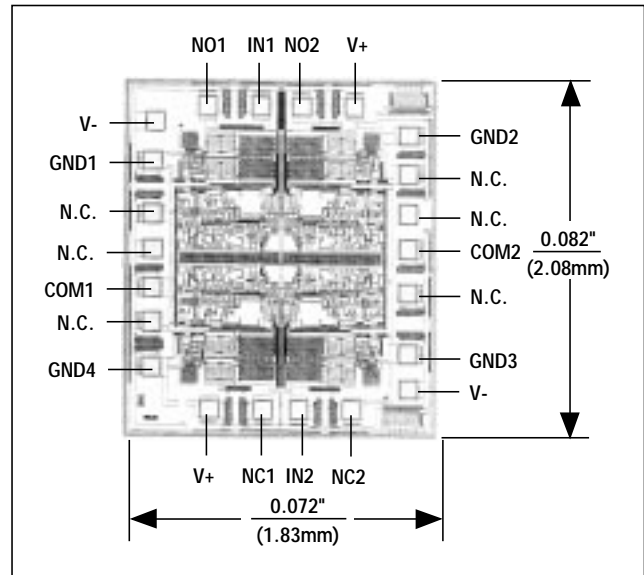 NO1 IN1 NO2 V+
V-
GND1
N.C.
N.C.
COM1
N.C.
GND4
GND2
N.C.
N.C.
COM2
N.C.
GND3
V-
0.082"
(2.08mm)
V+ NC1 IN2 NC2
0.072"
(1.83mm)